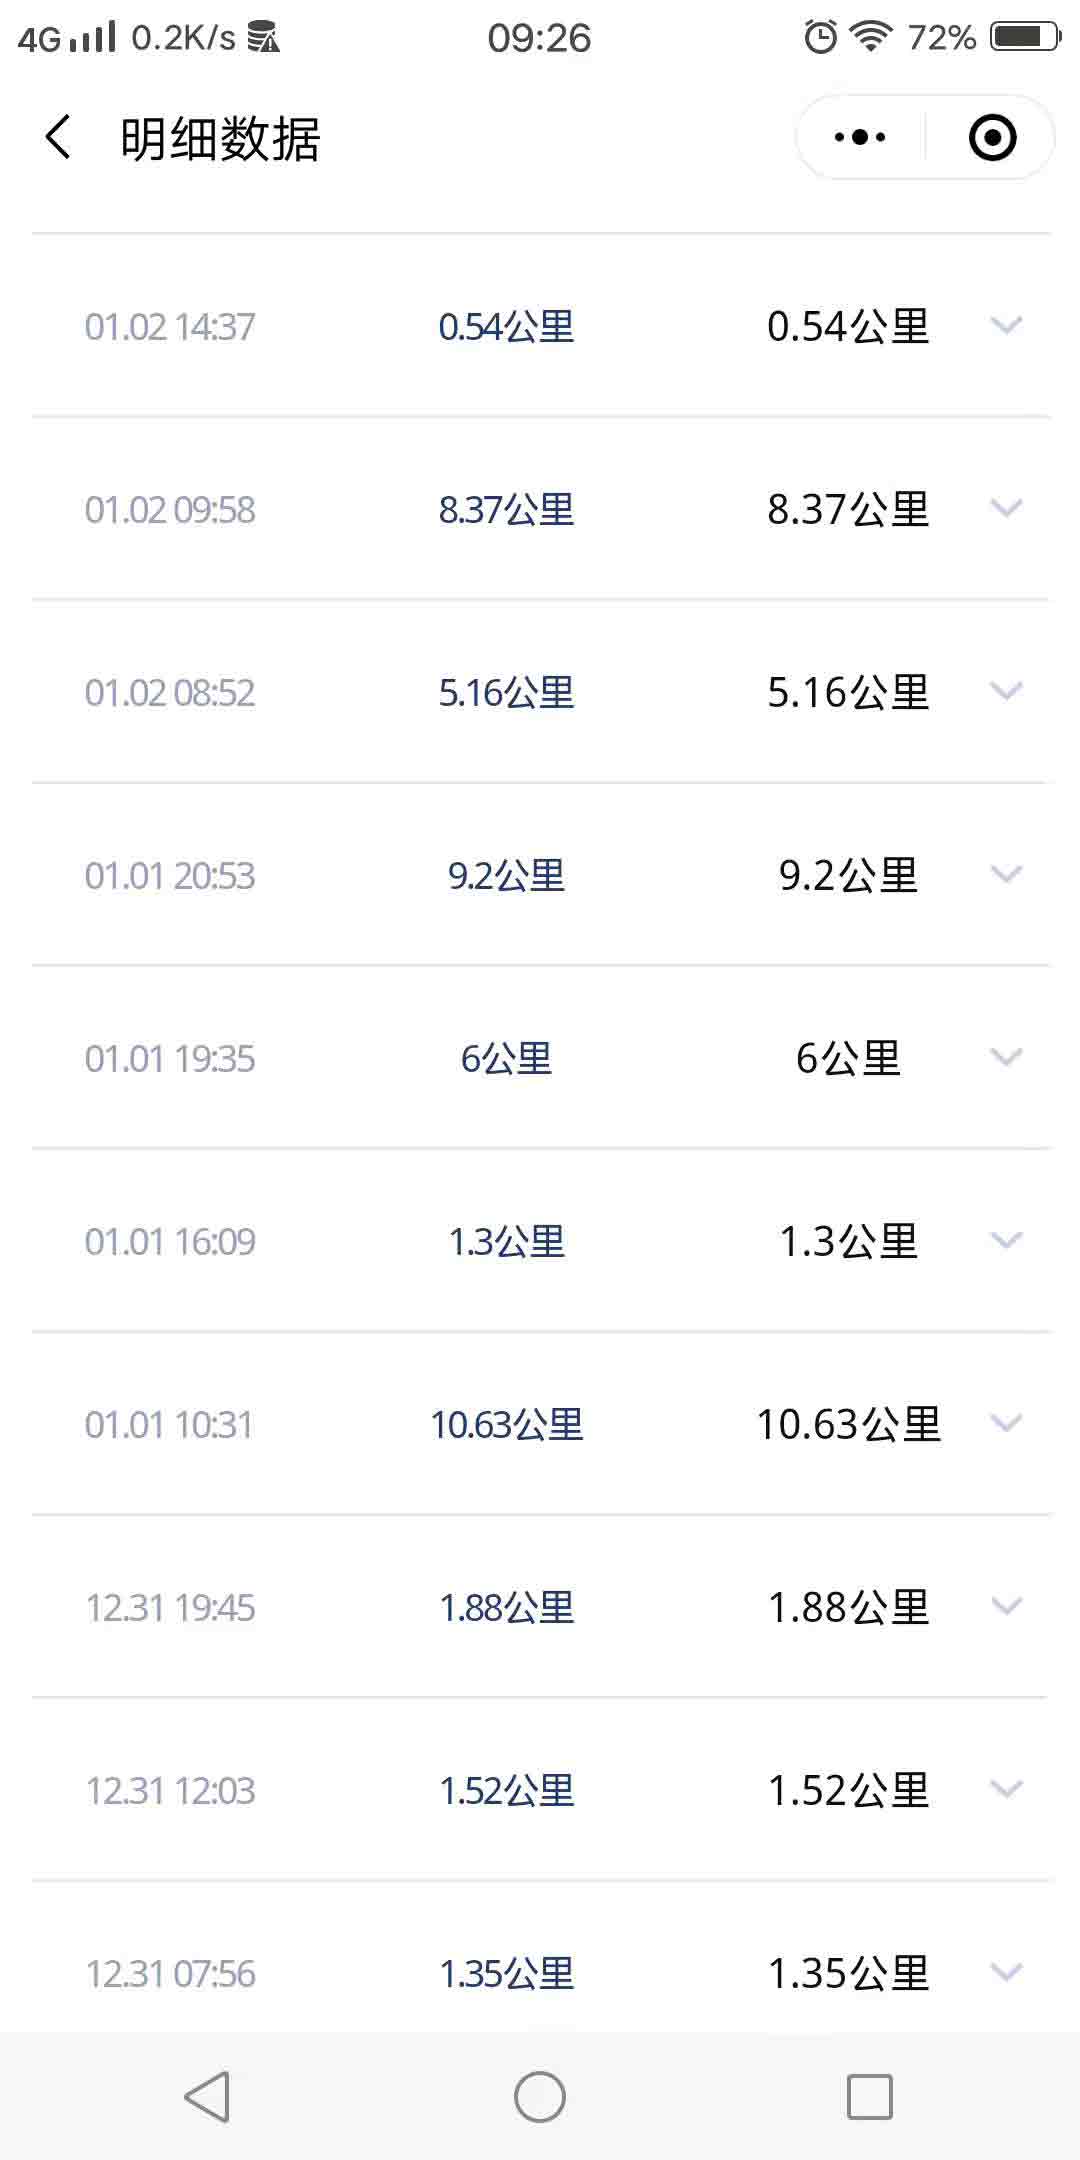 4G 0.2K/s 09:26 72%
明细数据
01.02 14:37 0.54公里 0.54公里
01.02 09:58 8.37公里 8.37公里
01.02 08:52 5.16公里 5.16公里
01.01 20:53 9.2公里 9.2公里
01.01 19:35 6公里 6公里
01.01 16:09 1.3公里 1.3公里
01.01 10:31 10.63公里 10.63公里
12.31 19:45 1.88公里 1.88公里
12.31 12:03 1.52公里 1.52公里
12.31 07:56 1.35公里 1.35公里